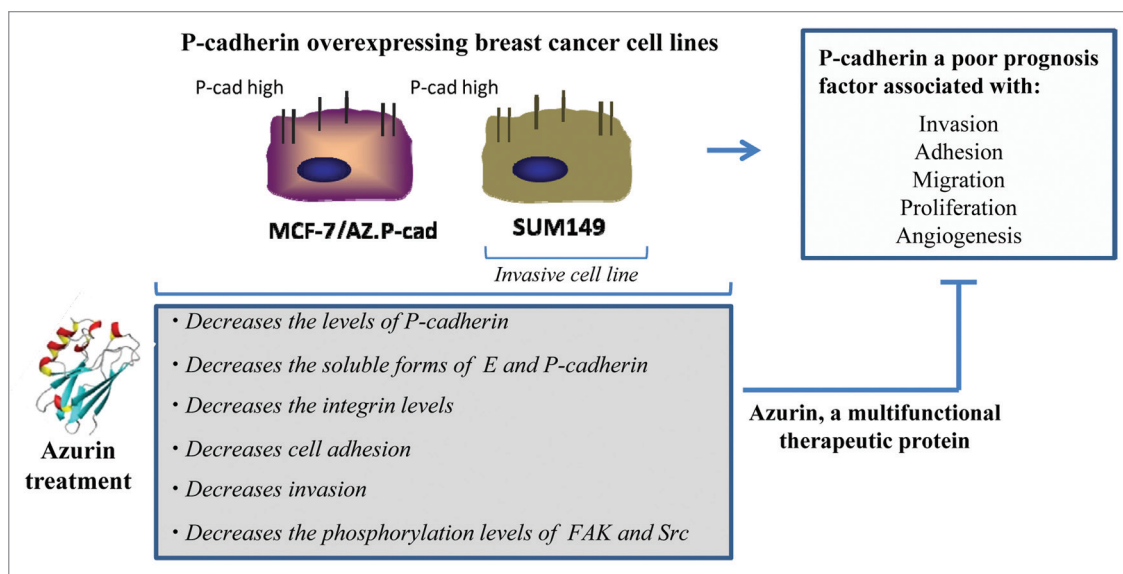 P-cadherin overexpressing breast cancer cell lines
P-cad high
P-cad high
MCF-7/AZ.P-cad
SUM149
Invasive cell line
P-cadherin a poor prognosis
factor associated with:
Invasion
Adhesion
Migration
Proliferation
Angiogenesis
Azurin
treatment
· Decreases the levels of P-cadherin
· Decreases the soluble forms of E and P-cadherin
· Decreases the integrin levels
· Decreases cell adhesion
· Decreases invasion
· Decreases the phosphorylation levels of FAK and Src
Azurin, a multifunctional
therapeutic protein